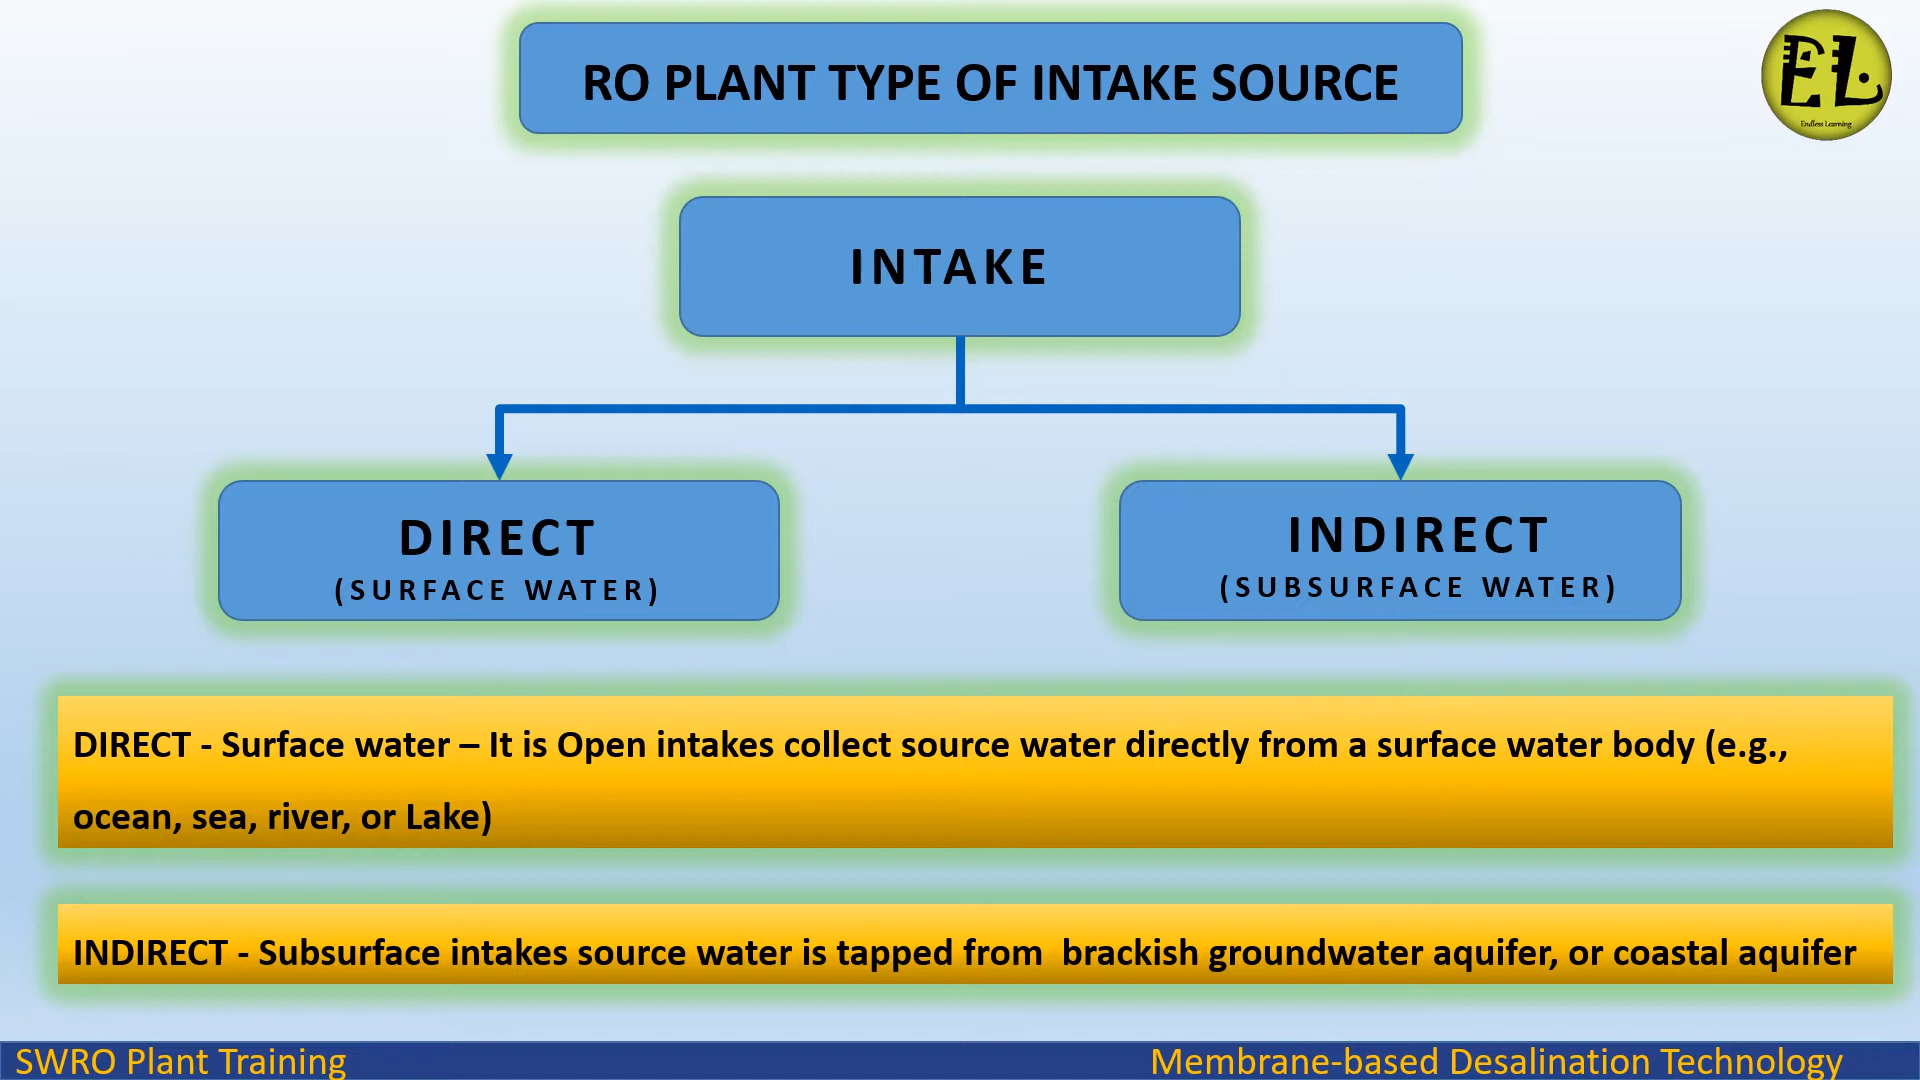 RO PLANT TYPE OF INTAKE SOURCE
EL
Endless Learning
INTAKE
DIRECT
(SURFACE WATER)
INDIRECT
(SUBSURFACE WATER)
DIRECT - Surface water – It is Open intakes collect source water directly from a surface water body (e.g.,
ocean, sea, river, or Lake)
INDIRECT - Subsurface intakes source water is tapped from  brackish groundwater aquifer, or coastal aquifer
SWRO Plant Training
Membrane-based Desalination Technology